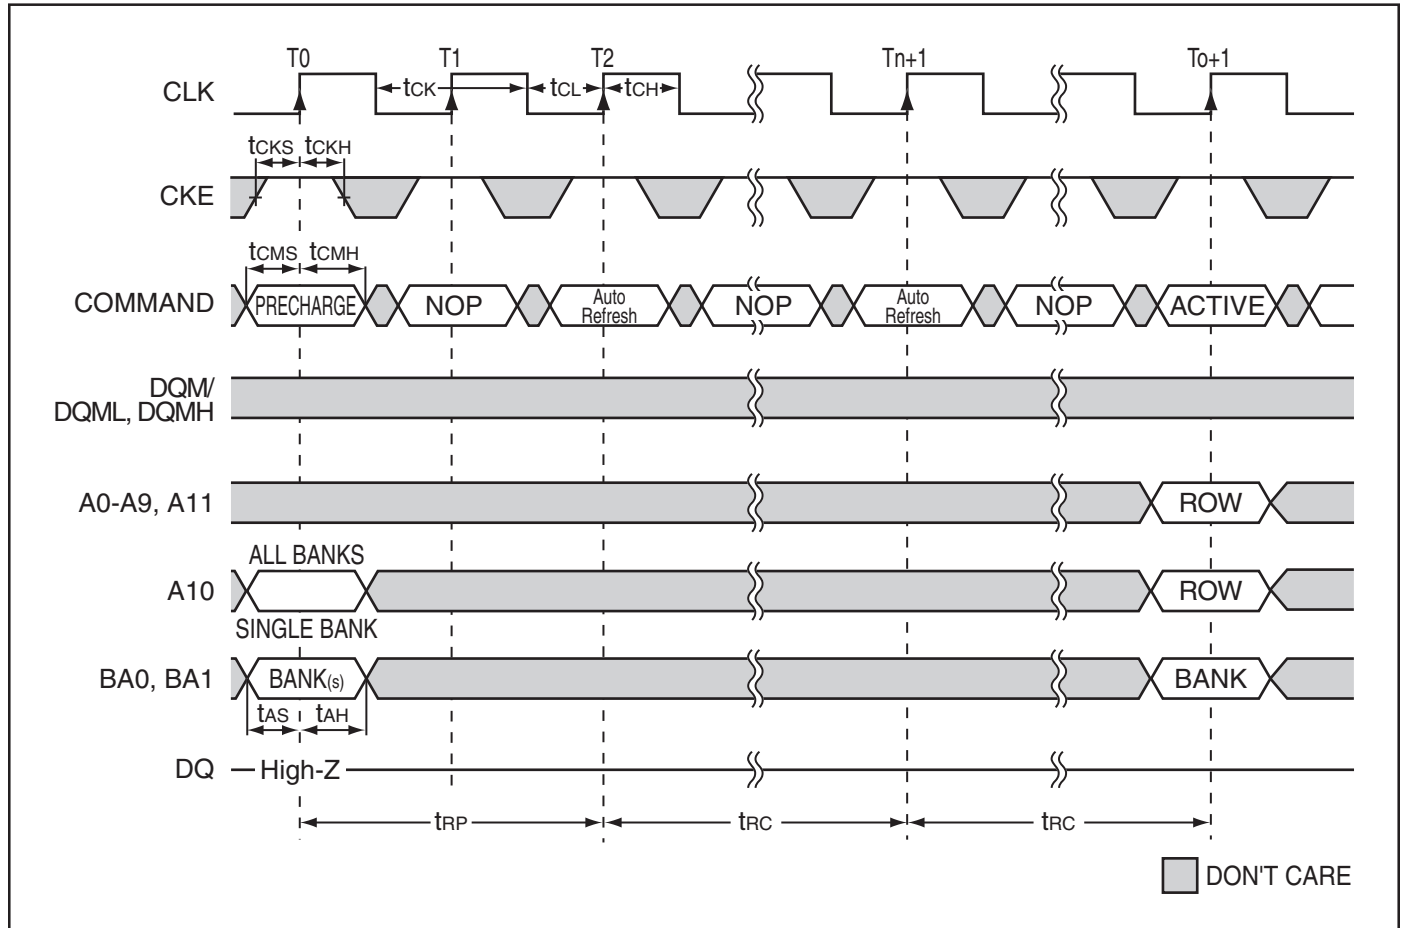 T0 T1 T2 Tn+1 To+1
CLK tCK tCL tCH
tCKS tCKH
CKE
tCMS tCMH
COMMAND PRECHARGE NOP Auto Refresh NOP Auto Refresh NOP ACTIVE
DQM/
DQML, DQMH
A0-A9, A11 ROW
ALL BANKS
A10 ROW
SINGLE BANK
BA0, BA1 BANK(s) BANK
tAS tAH
DQ High-Z
tRP tRC tRC
DON'T CARE